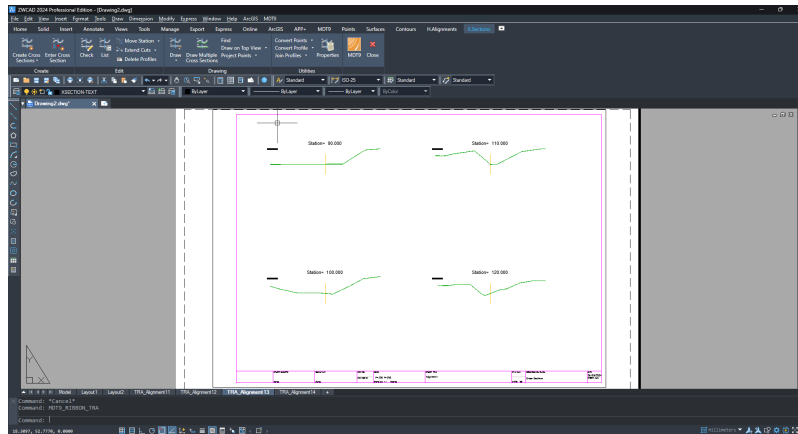 ZWCAD 2024 Professional Edition - [Drawing2.dwg]
File Edit View Insert Format Tools Draw Dimension Modify Express Window Help ArcGIS MDT9
Home Solid Insert Annotate Views Tools Manage Export Express Online ArcGIS APP+ MDT9 Points Surfaces Contours H.Alignments X.Sections
Create Cross Sections
Enter Cross Section
Check
List
Move Station
Extend Cuts
Delete Profiles
Draw
Draw Multiple Cross Sections
Find
Draw on Top View
Project Points
Convert Points
Convert Profile
Join Profiles
Properties
MDT9
Close
Create Edit Drawing Utilities
Standard ISO-25 Standard Standard
XSECTION-TEXT ByLayer ByLayer ByLayer ByColor
Drawing2.dwg*
Station= 90.000 Station= 110.000
Station= 100.000 Station= 120.000
Y
X
Model Layout1 Layout2 TRA_Alignment11 TRA_Alignment12 TRA_Alignment13 TRA_Alignment14 +
Command: *Cancel*
Command: MDT9_RIBBON_TRA
Command:
18.3097, 52.7770, 0.0000 Millimeters